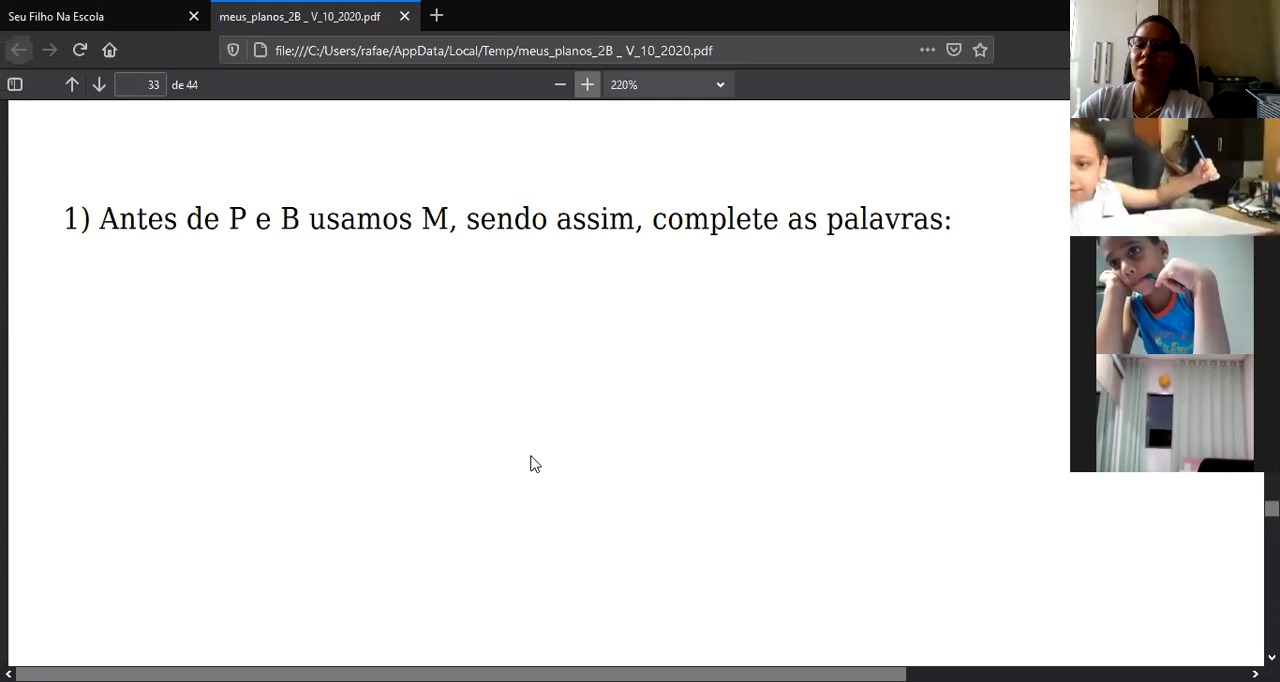 Seu Filho Na Escola
meus_planos_2B _ V_10_2020.pdf
file:///C:/Users/rafae/AppData/Local/Temp/meus_planos_2B _ V_10_2020.pdf
33 de 44
220%
1) Antes de P e B usamos M, sendo assim, complete as palavras: